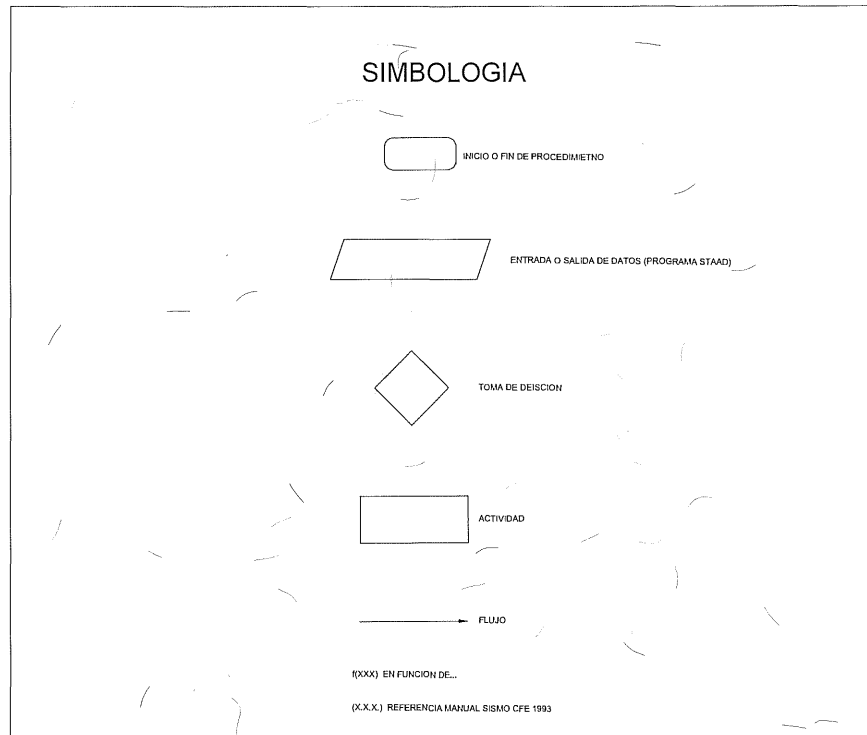 SIMBOLOGIA
INICIO O FIN DE PROCEDIMIETNO
ENTRADA O SALIDA DE DATOS (PROGRAMA STAAD)
TOMA DE DEISCION
ACTIVIDAD
FLUJO
f(XXX) EN FUNCION DE...
(X.X.X.) REFERENCIA MANUAL SISMO CFE 1993